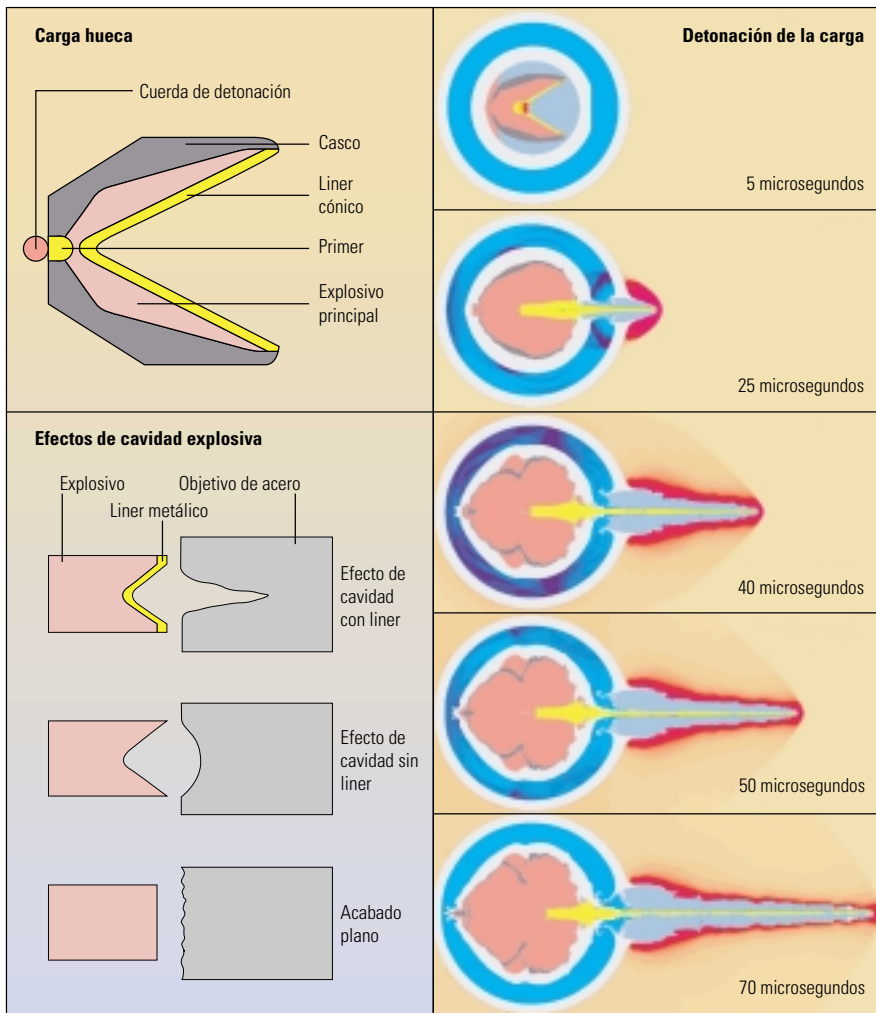 Carga hueca
Cuerda de detonación
Casco
Liner
cónico
Primer
Explosivo
principal
Efectos de cavidad explosiva
Explosivo
Objetivo de acero
Liner metálico
Efecto de
cavidad
con liner
Efecto de
cavidad sin
liner
Acabado
plano
Detonación de la carga
5 microsegundos
25 microsegundos
40 microsegundos
50 microsegundos
70 microsegundos